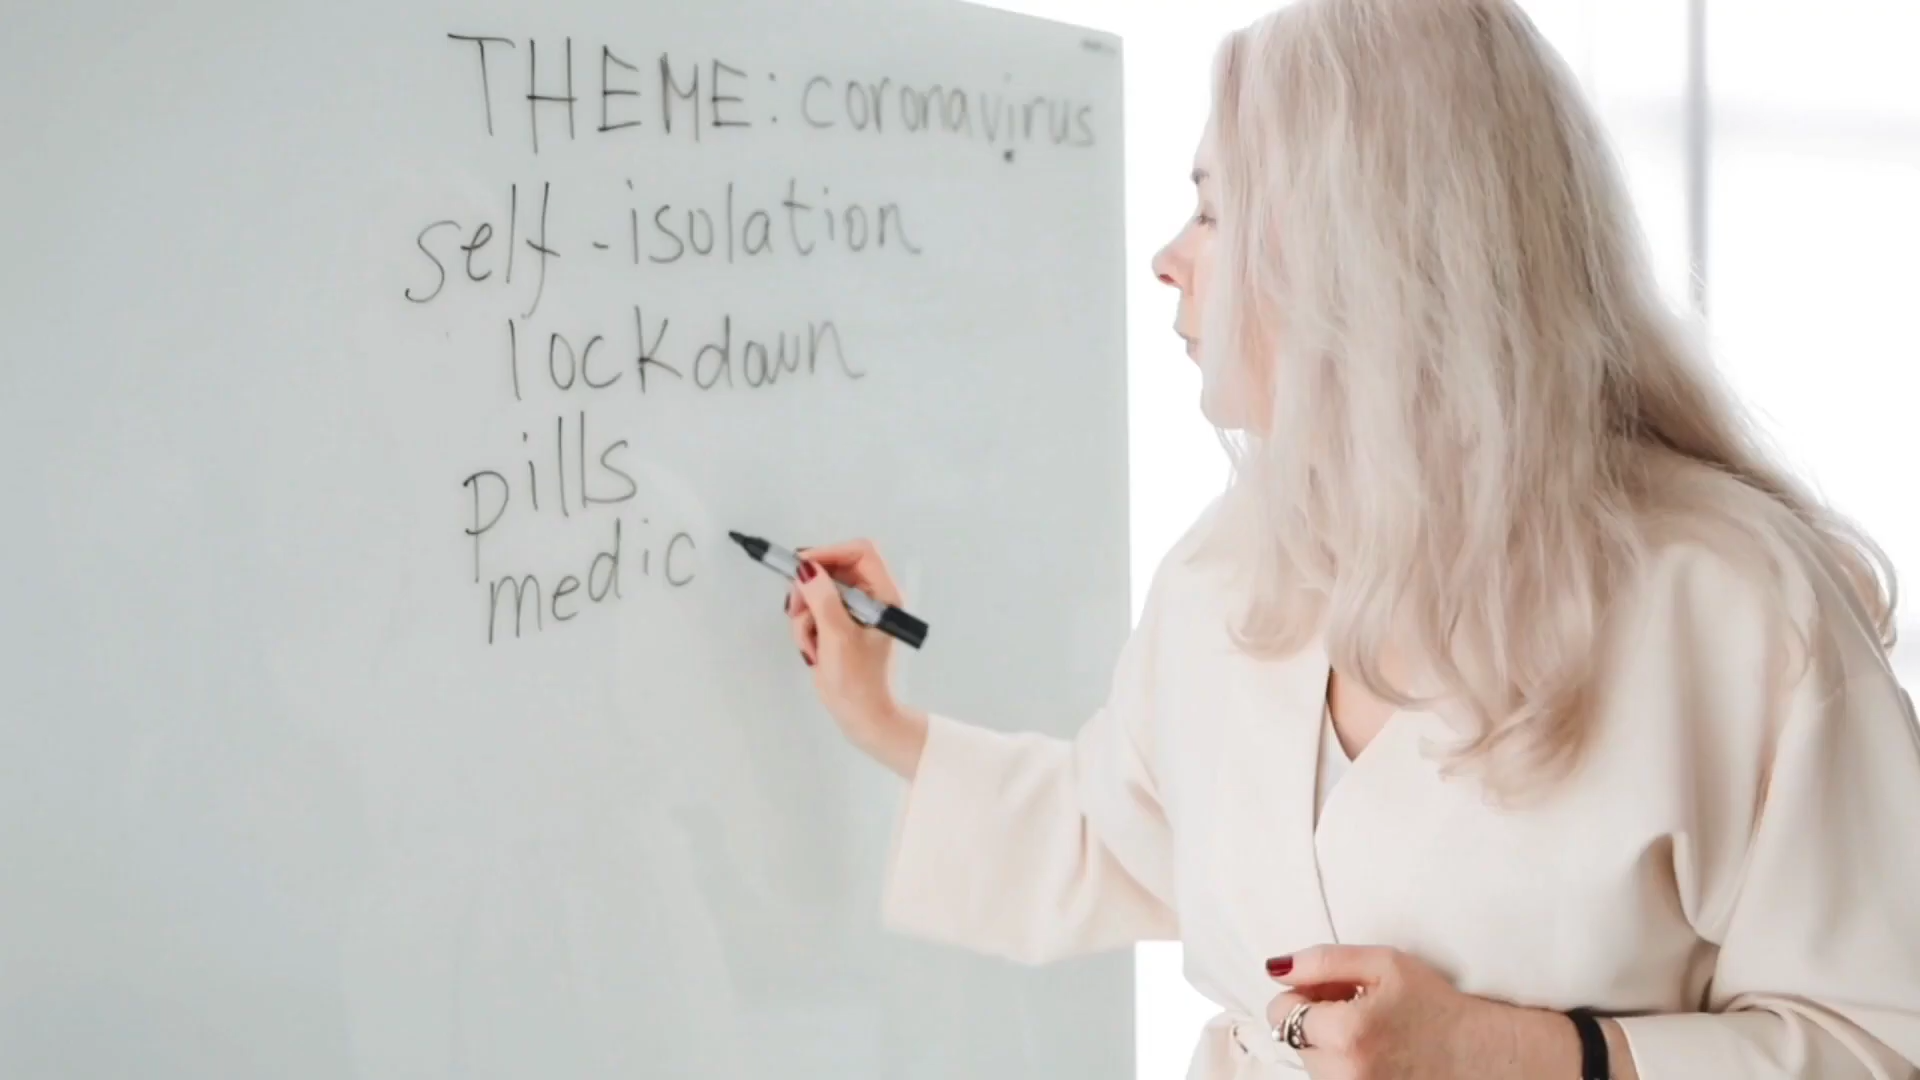 THEME: coronavirus
self-isolation
lockdown
pills
medic